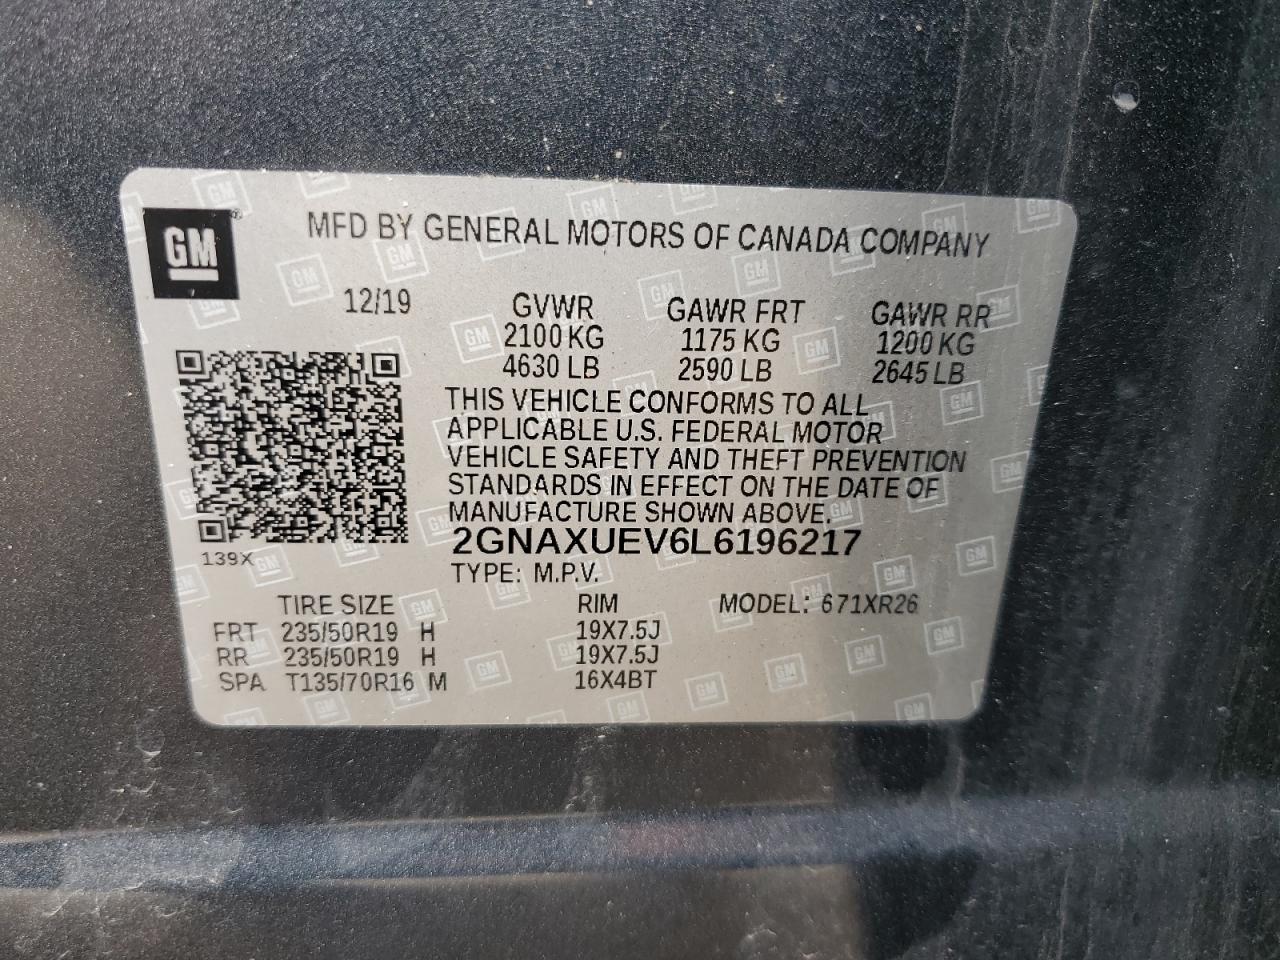 GM
MFD BY GENERAL MOTORS OF CANADA COMPANY
12/19 GVWR GAWR FRT GAWR RR
2100 KG 1175 KG 1200 KG
4630 LB 2590 LB 2645 LB
THIS VEHICLE CONFORMS TO ALL
APPLICABLE U.S. FEDERAL MOTOR
VEHICLE SAFETY AND THEFT PREVENTION
STANDARDS IN EFFECT ON THE DATE OF
MANUFACTURE SHOWN ABOVE.
139X
2GNAXUEV6L6196217
TYPE: M.P.V.
TIRE SIZE RIM MODEL: 671XR26
FRT 235/50R19 H 19X7.5J
RR 235/50R19 H 19X7.5J
SPA T135/70R16 M 16X4BT